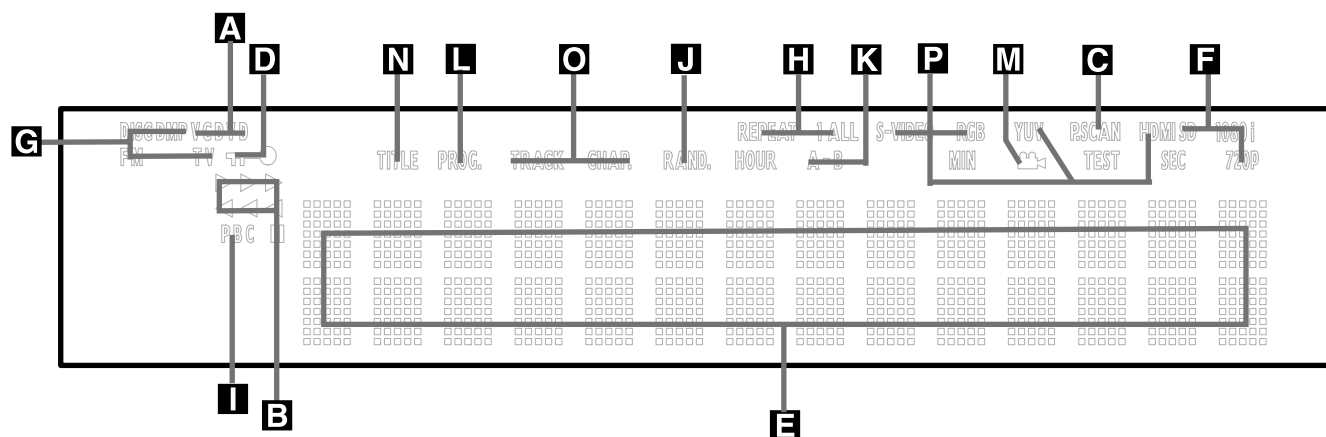 A
D N L O J H K P M C F
G
DISC DMP VCD VD REPEAT 1 ALL S-VIDEO RGB YUV P.SCAN HDMI SD 1080i
FM TV TITLE PROG. TRACK CHAP. RAND. HOUR A-B MIN TEST SEC 720P
PBC
I
B
E